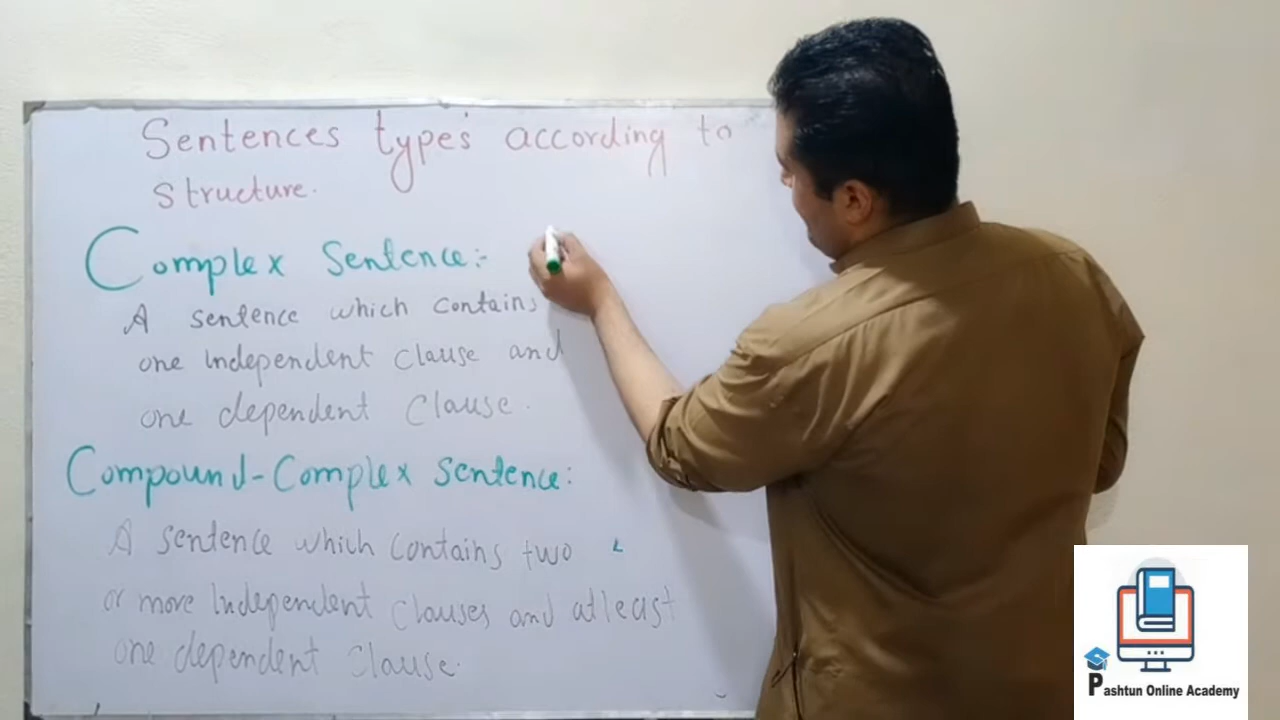 Sentences types according to
structure.
Complex Sentence:-
A sentence which contains
one Independent clause and
one dependent clause.
Compound-Complex sentence:
A sentence which contains two
or more Independent clauses and atleast
one dependent clause.
Pashtun Online Academy